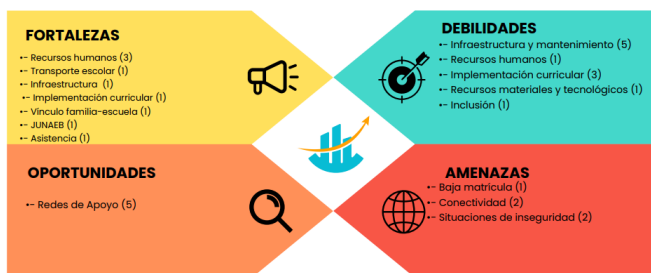 FORTALEZAS
•- Recursos humanos (3)
•- Transporte escolar (1)
•- Infraestructura (1)
•- Implementación curricular (1)
•- Vínculo familia-escuela (1)
•- JUNAEB (1)
•- Asistencia (1)
DEBILIDADES
•- Infraestructura y mantenimiento (5)
•- Recursos humanos (1)
•- Implementación curricular (3)
•- Recursos materiales y tecnológicos (1)
•- Inclusión (1)
OPORTUNIDADES
•- Redes de Apoyo (5)
AMENAZAS
•- Baja matrícula (1)
•- Conectividad (2)
•- Situaciones de inseguridad (2)